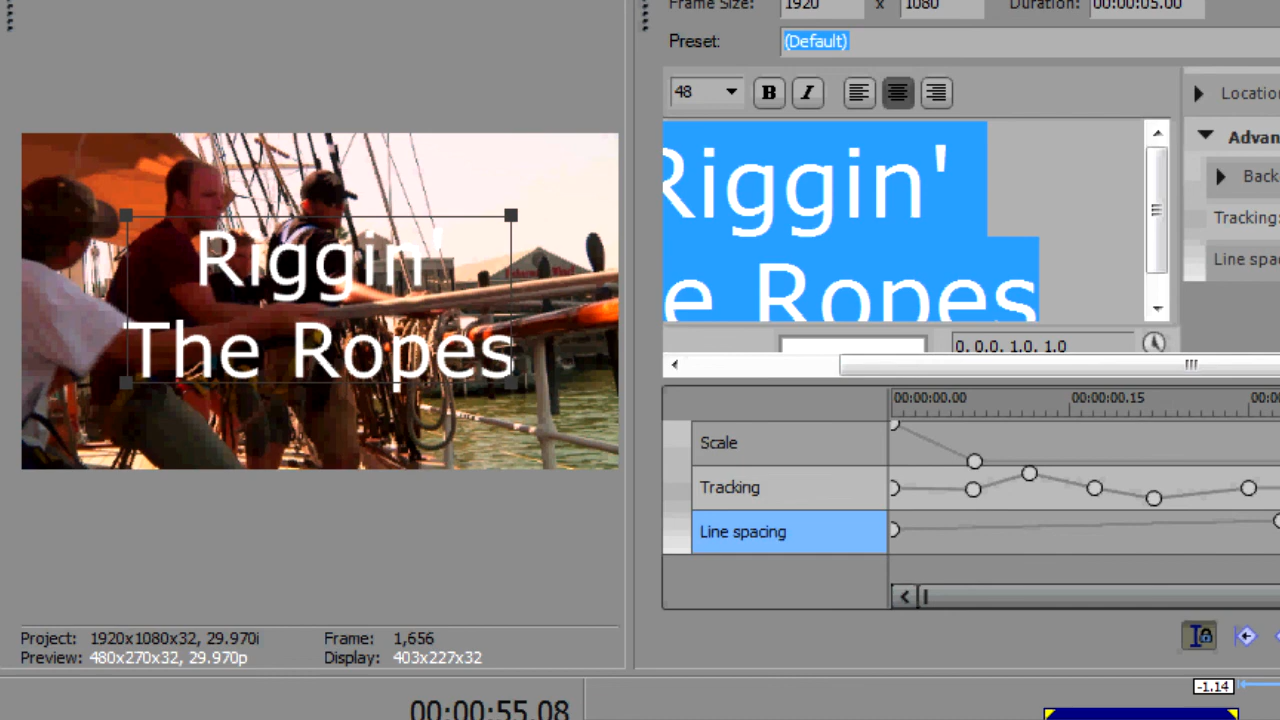 Frame Size: 1920 x 1080 Duration: 00:00:05.00
Preset: (Default)
48 B I
Riggin'
The Ropes
Riggin'
e Ropes
Locatio
Advan
Back
Tracking:
Line spac
0, 0.0, 1.0, 1.0
00:00:00.00 00:00:00.15 00:00
Scale
Tracking
Line spacing
Project: 1920x1080x32, 29.970i Frame: 1,656
Preview: 480x270x32, 29.970p Display: 403x227x32
00:00:55.08
-1.14